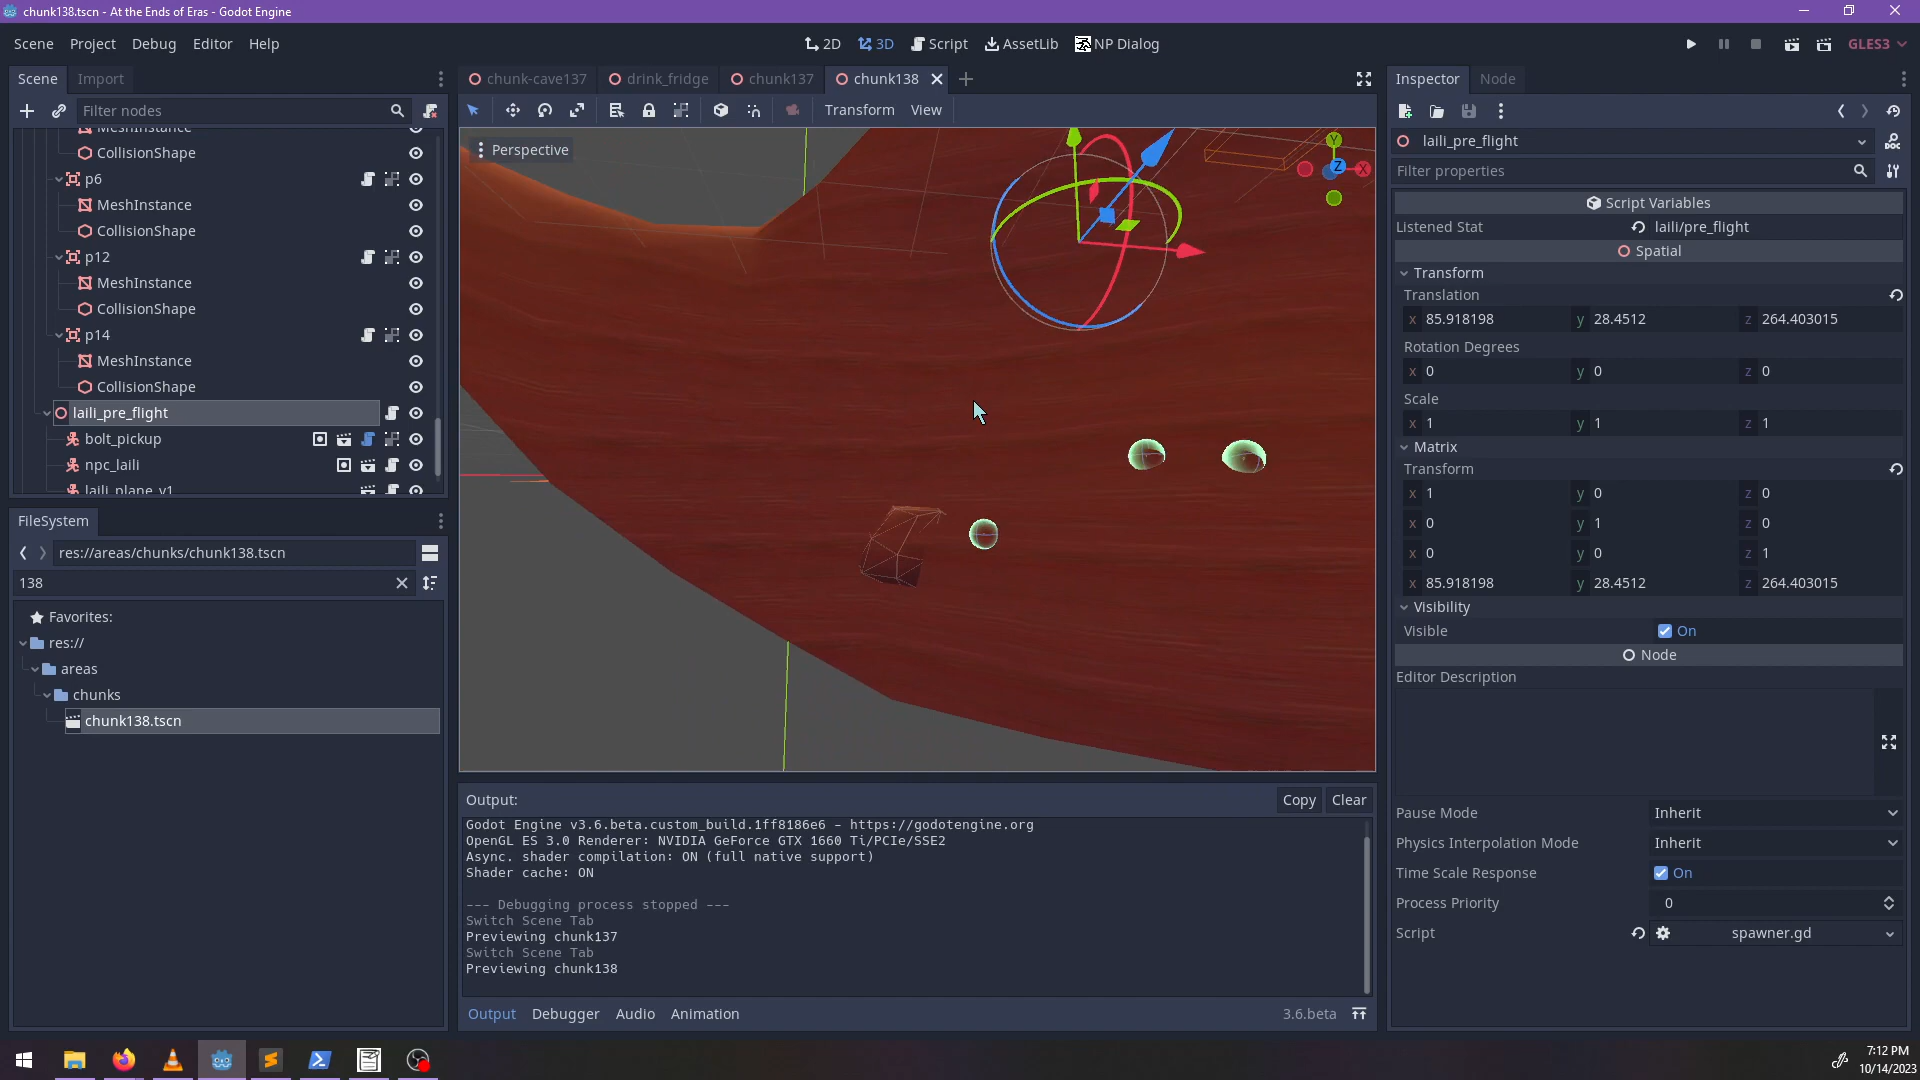 chunk138.tscn - At the Ends of Eras - Godot Engine
Scene Project Debug Editor Help
2D 3D Script AssetLib NP Dialog
GLES3
Scene Import
Filter nodes
MeshInstance
CollisionShape
p6
MeshInstance
CollisionShape
p12
MeshInstance
CollisionShape
p14
MeshInstance
CollisionShape
laili_pre_flight
bolt_pickup
npc_laili
laili_plane_v1
FileSystem
res://areas/chunks/chunk138.tscn
138
Favorites:
res://
areas
chunks
chunk138.tscn
chunk-cave137 drink_fridge chunk137 chunk138
Transform View
Perspective
Y
Z
X
Output:
Copy Clear
Godot Engine v3.6.beta.custom_build.1ff8186e6 - https://godotengine.org
OpenGL ES 3.0 Renderer: NVIDIA GeForce GTX 1660 Ti/PCIe/SSE2
Async. shader compilation: ON (full native support)
Shader cache: ON
--- Debugging process stopped ---
Switch Scene Tab
Previewing chunk137
Switch Scene Tab
Previewing chunk138
Output Debugger Audio Animation
3.6.beta
Inspector Node
laili_pre_flight
Filter properties
Script Variables
Listened Stat laili/pre_flight
Spatial
Transform
Translation
x 85.918198 y 28.4512 z 264.403015
Rotation Degrees
x 0 y 0 z 0
Scale
x 1 y 1 z 1
Matrix
Transform
x 1 y 0 z 0
x 0 y 1 z 0
x 0 y 0 z 1
x 85.918198 y 28.4512 z 264.403015
Visibility
Visible On
Node
Editor Description
Pause Mode Inherit
Physics Interpolation Mode Inherit
Time Scale Response On
Process Priority 0
Script spawner.gd
7:12 PM
10/14/2023